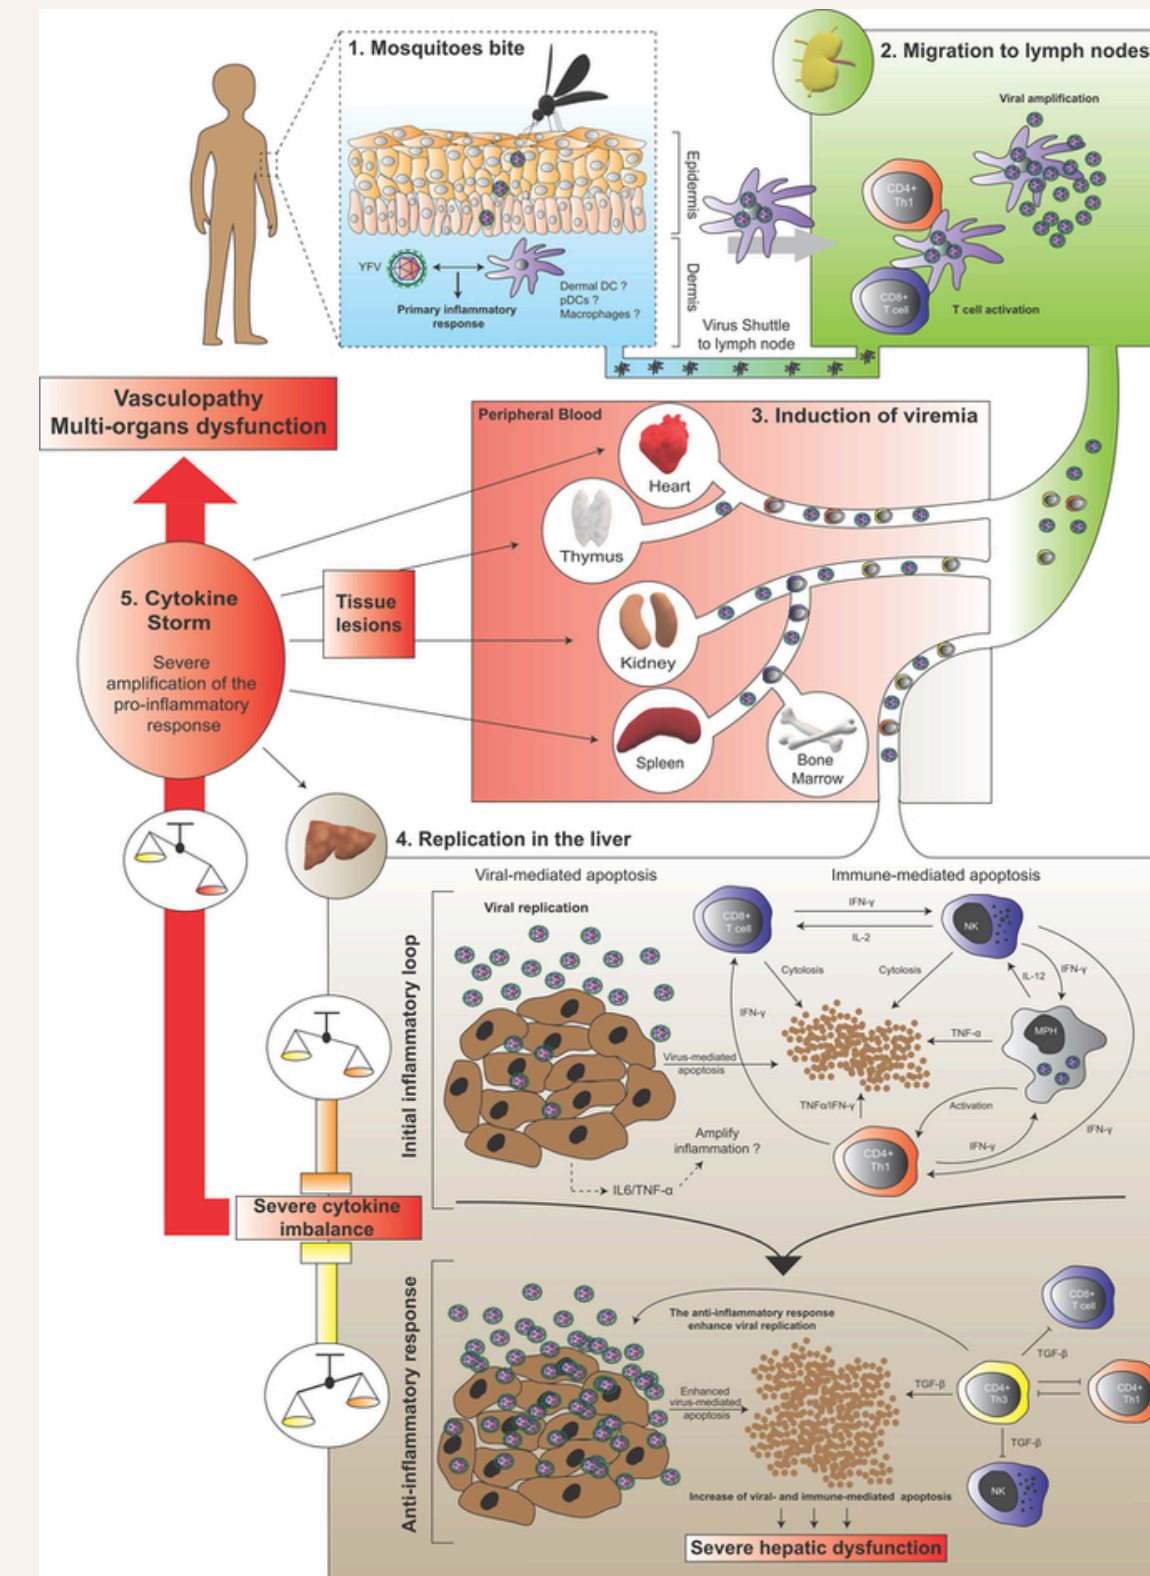 1. Mosquitoes bite
Epidermis
Dermis
YFV
Primary inflammatory
response
Dermal DC ?
pDCs ?
Macrophages ?
Virus Shuttle
to lymph node
2. Migration to lymph nodes
Viral amplification
CD4+
Th1
CD8+
T cell
T cell activation
Vasculopathy
Multi-organs dysfunction
Peripheral Blood
3. Induction of viremia
Heart
Thymus
Kidney
Spleen
Bone
Marrow
5. Cytokine
Storm
Severe
amplification of the
pro-inflammatory
response
Tissue
lesions
4. Replication in the liver
Initial inflammatory loop
Viral-mediated apoptosis
Immune-mediated apoptosis
Viral replication
CD8+
T cell
IFN-γ
IL-2
NK
Cytolosis
Cytolosis
IL-12
IFN-γ
IFN-γ
MPH
TNF-α
Virus-mediated
apoptosis
TNFα/IFN-γ
Activation
Amplify
inflammation ?
IFN-γ
IFN-γ
CD4+
Th1
IL6/TNF-α
Severe cytokine
imbalance
Anti-inflammatory response
The anti-inflammatory response
enhance viral replication
CD8+
T cell
TGF-β
TGF-β
CD4+
Th3
CD4+
Th1
Enhanced
virus-mediated
apoptosis
TGF-β
NK
Increase of viral- and immune-mediated apoptosis
Severe hepatic dysfunction